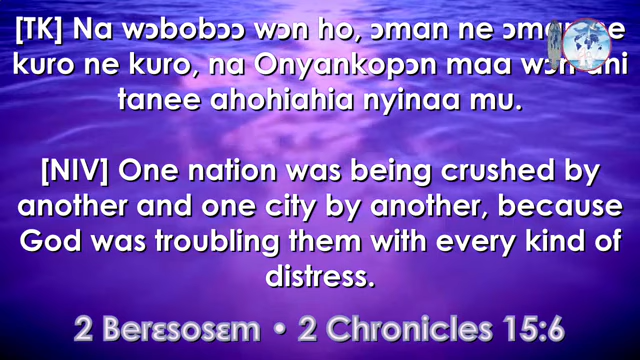 [TK] Na wɔbobɔɔ wɔn ho, ɔman ne ɔman ne
kuro ne kuro, na Onyankopɔn maa wɔn ani
tanee ahohiahia nyinaa mu.
[NIV] One nation was being crushed by
another and one city by another, because
God was troubling them with every kind of
distress.
2 Berɛsosɛm • 2 Chronicles 15:6